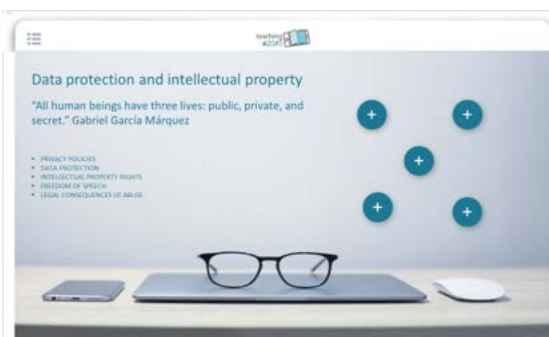 teaching
Data protection and intellectual property
"All human beings have three lives: public, private, and
secret." Gabriel García Márquez
• PRIVACY POLICIES
• DATA PROTECTION
• INTELLECTUAL PROPERTY RIGHTS
• FREEDOM OF SPEECH
• LEGAL CONSEQUENCES OF ABUSE